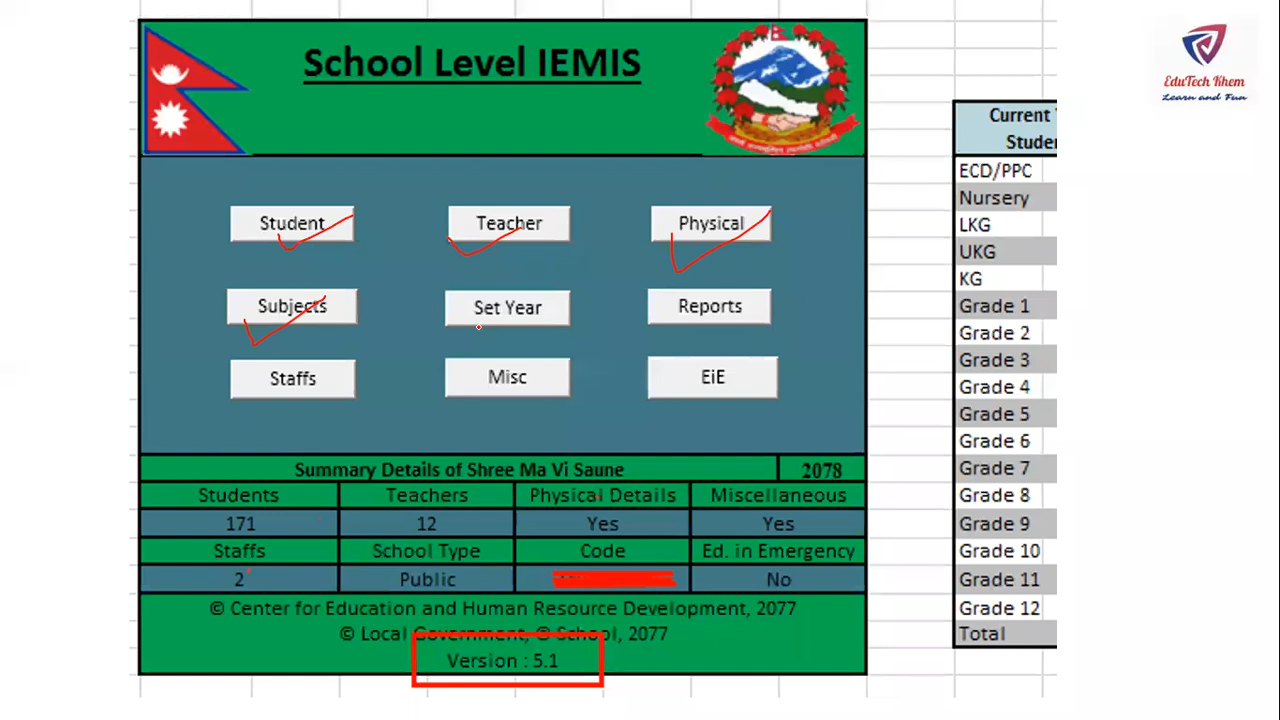 School Level IEMIS
EduTech Khem
Learn and Fun
Student Teacher Physical
Subjects Set Year Reports
Staffs Misc EiE
Summary Details of Shree Ma Vi Saune 2078
Students Teachers Physical Details Miscellaneous
171 12 Yes Yes
Staffs School Type Code Ed. in Emergency
2 Public No
© Center for Education and Human Resource Development, 2077
© Local Government, © School, 2077
Version : 5.1
Current
ECD/PPC
Nursery
LKG
UKG
KG
Grade 1
Grade 2
Grade 3
Grade 4
Grade 5
Grade 6
Grade 7
Grade 8
Grade 9
Grade 10
Grade 11
Grade 12
Total